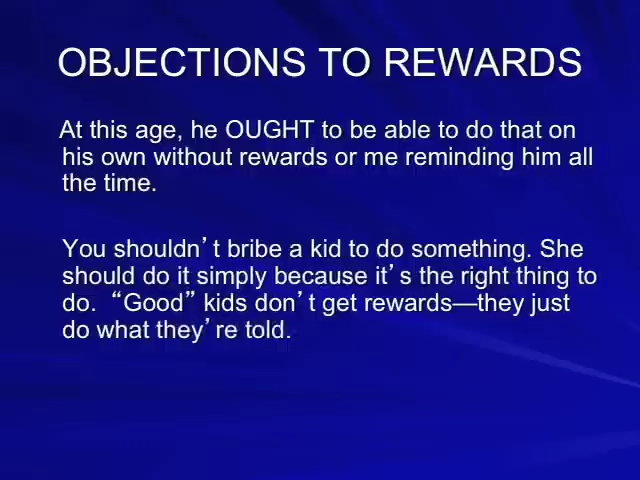 OBJECTIONS TO REWARDS
At this age, he OUGHT to be able to do that on
his own without rewards or me reminding him all
the time.
You shouldn’t bribe a kid to do something. She
should do it simply because it’s the right thing to
do. “Good” kids don’t get rewards—they just
do what they’re told.